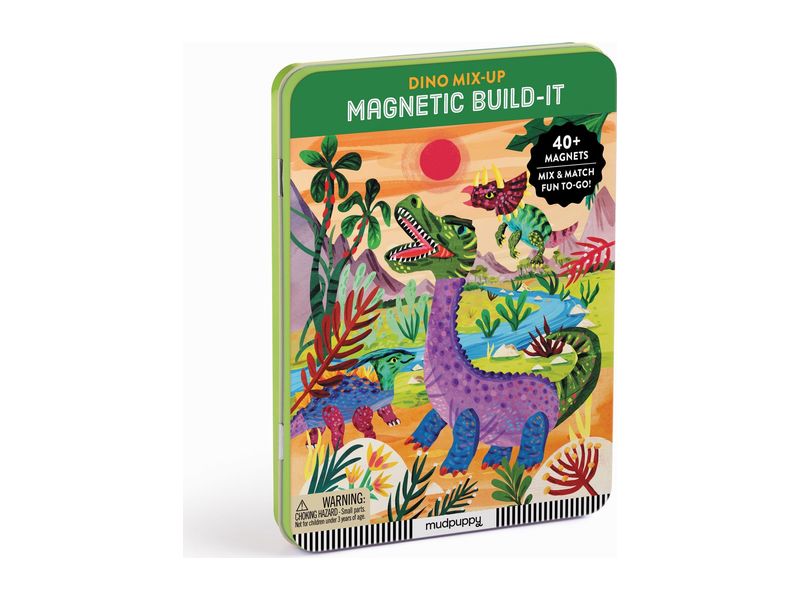 DINO MIX-UP
MAGNETIC BUILD-IT
40+
MAGNETS
MIX & MATCH
FUN TO-GO!
WARNING:
CHOKING HAZARD - Small parts.
Not for children under 3 years of age.
mudpuppy